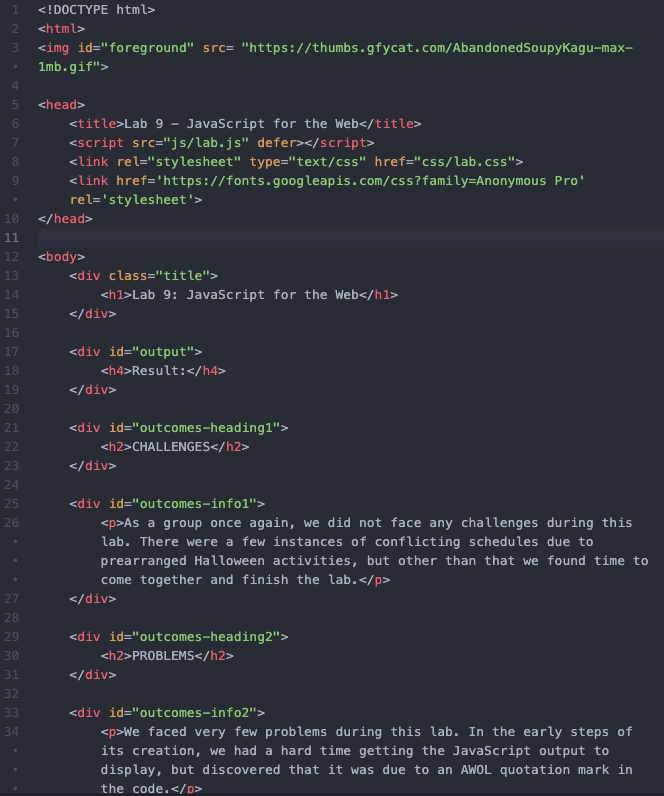 1 <!DOCTYPE html>
2 <html>
3 <img id="foreground" src= "https://thumbs.gfycat.com/AbandonedSoupyKagu-max-
• 1mb.gif">
4
5 <head>
6 <title>Lab 9 - JavaScript for the Web</title>
7 <script src="js/lab.js" defer></script>
8 <link rel="stylesheet" type="text/css" href="css/lab.css">
9 <link href='https://fonts.googleapis.com/css?family=Anonymous Pro'
• rel='stylesheet'>
10 </head>
11
12 <body>
13 <div class="title">
14 <h1>Lab 9: JavaScript for the Web</h1>
15 </div>
16
17 <div id="output">
18 <h4>Result:</h4>
19 </div>
20
21 <div id="outcomes-heading1">
22 <h2>CHALLENGES</h2>
23 </div>
24
25 <div id="outcomes-info1">
26 <p>As a group once again, we did not face any challenges during this
• lab. There were a few instances of conflicting schedules due to
• prearranged Halloween activities, but other than that we found time to
• come together and finish the lab.</p>
27 </div>
28
29 <div id="outcomes-heading2">
30 <h2>PROBLEMS</h2>
31 </div>
32
33 <div id="outcomes-info2">
34 <p>We faced very few problems during this lab. In the early steps of
• its creation, we had a hard time getting the JavaScript output to
• display, but discovered that it was due to an AWOL quotation mark in
• the code.</p>